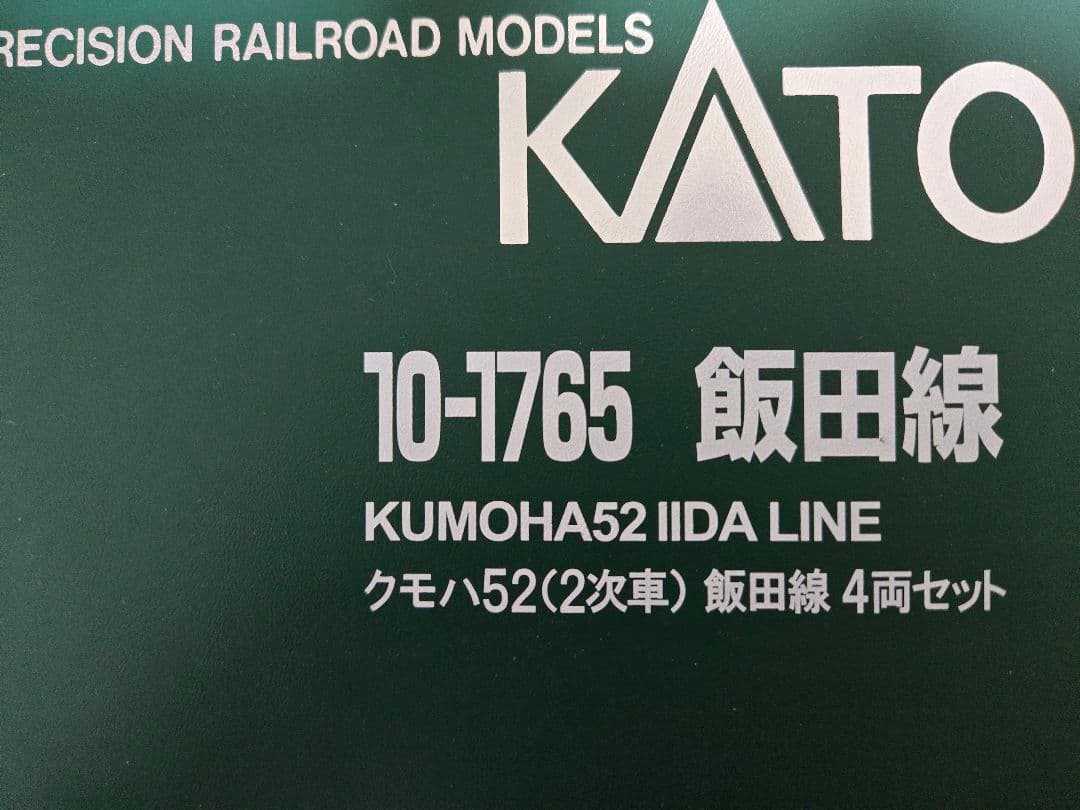 RECISION RAILROAD MODELS
KATO
10-1765 飯田線
KUMOHA52 IIDA LINE
クモハ52(2次車) 飯田線 4両セット